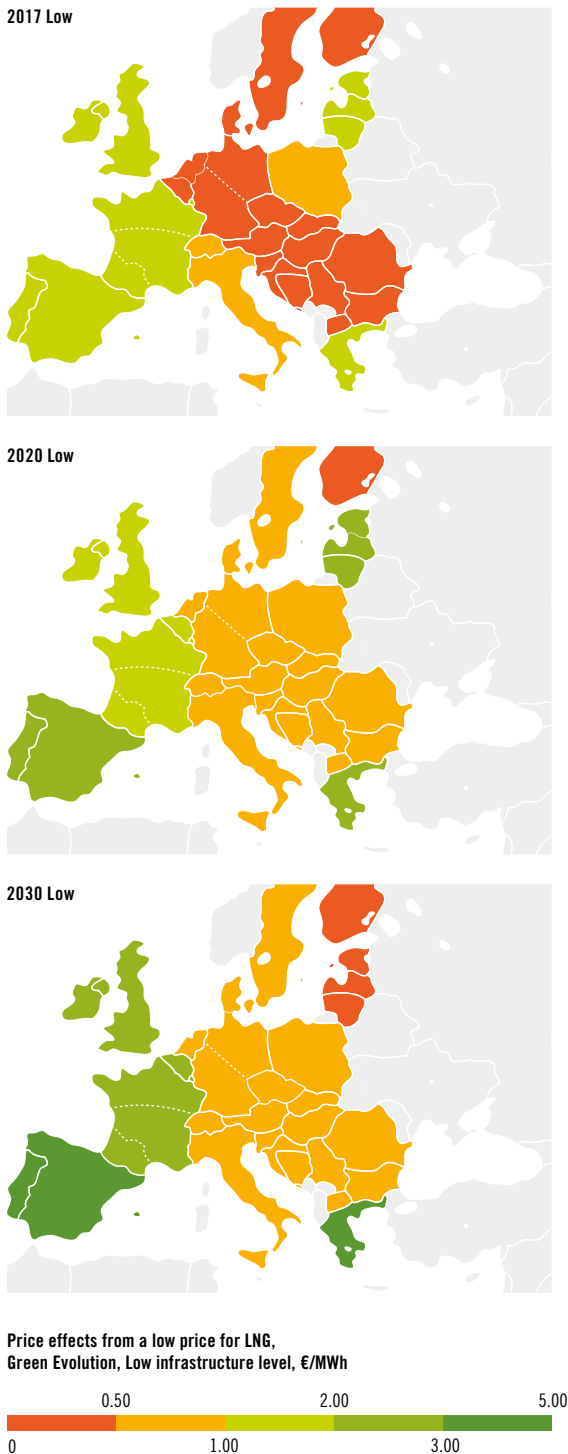 2017 Low
2020 Low
2030 Low
Price effects from a low price for LNG,
Green Evolution, Low infrastructure level, €/MWh
0.50 2.00 5.00
0 1.00 3.00